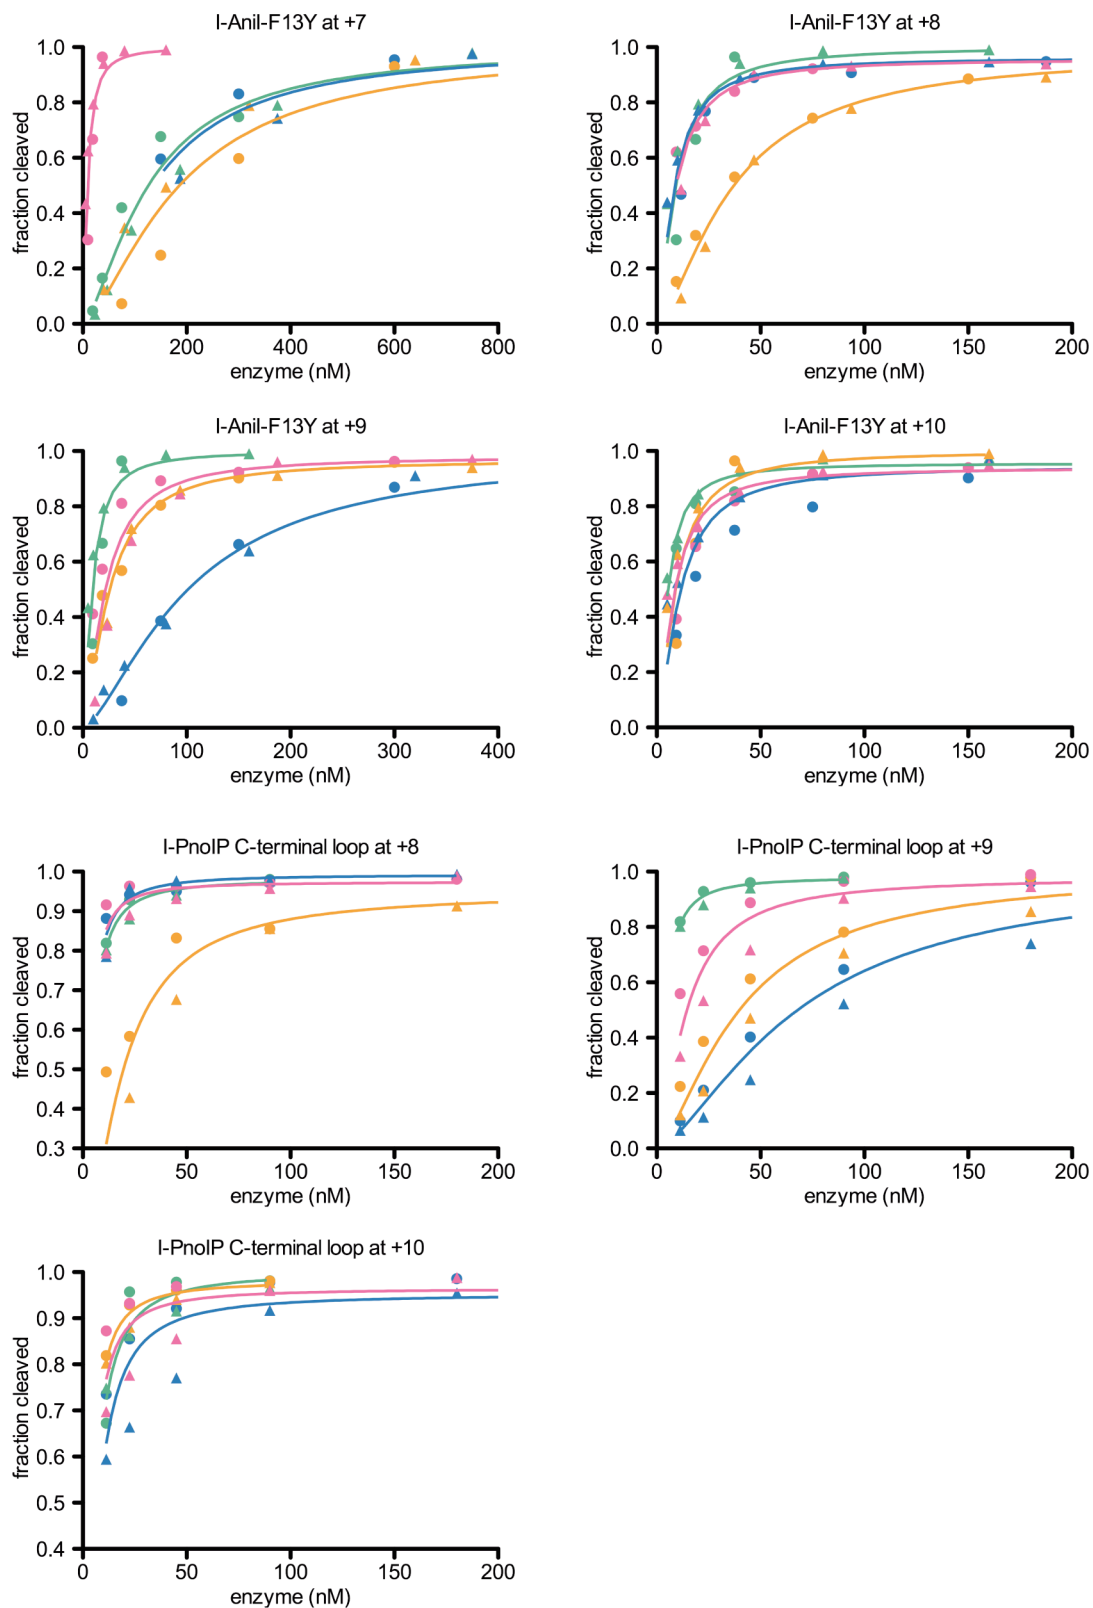 I-AniI-F13Y at +7
1.0
0.8
0.6
0.4
0.2
0.0
fraction cleaved
0 200 400 600 800
enzyme (nM)
I-AniI-F13Y at +8
1.0
0.8
0.6
0.4
0.2
0.0
fraction cleaved
0 50 100 150 200
enzyme (nM)
I-AniI-F13Y at +9
1.0
0.8
0.6
0.4
0.2
0.0
fraction cleaved
0 100 200 300 400
enzyme (nM)
I-AniI-F13Y at +10
1.0
0.8
0.6
0.4
0.2
0.0
fraction cleaved
0 50 100 150 200
enzyme (nM)
I-PnoIP C-terminal loop at +8
1.0
0.9
0.8
0.7
0.6
0.5
0.4
0.3
fraction cleaved
0 50 100 150 200
enzyme (nM)
I-PnoIP C-terminal loop at +9
1.0
0.8
0.6
0.4
0.2
0.0
fraction cleaved
0 50 100 150 200
enzyme (nM)
I-PnoIP C-terminal loop at +10
1.0
0.9
0.8
0.7
0.6
0.5
0.4
fraction cleaved
0 50 100 150 200
enzyme (nM)